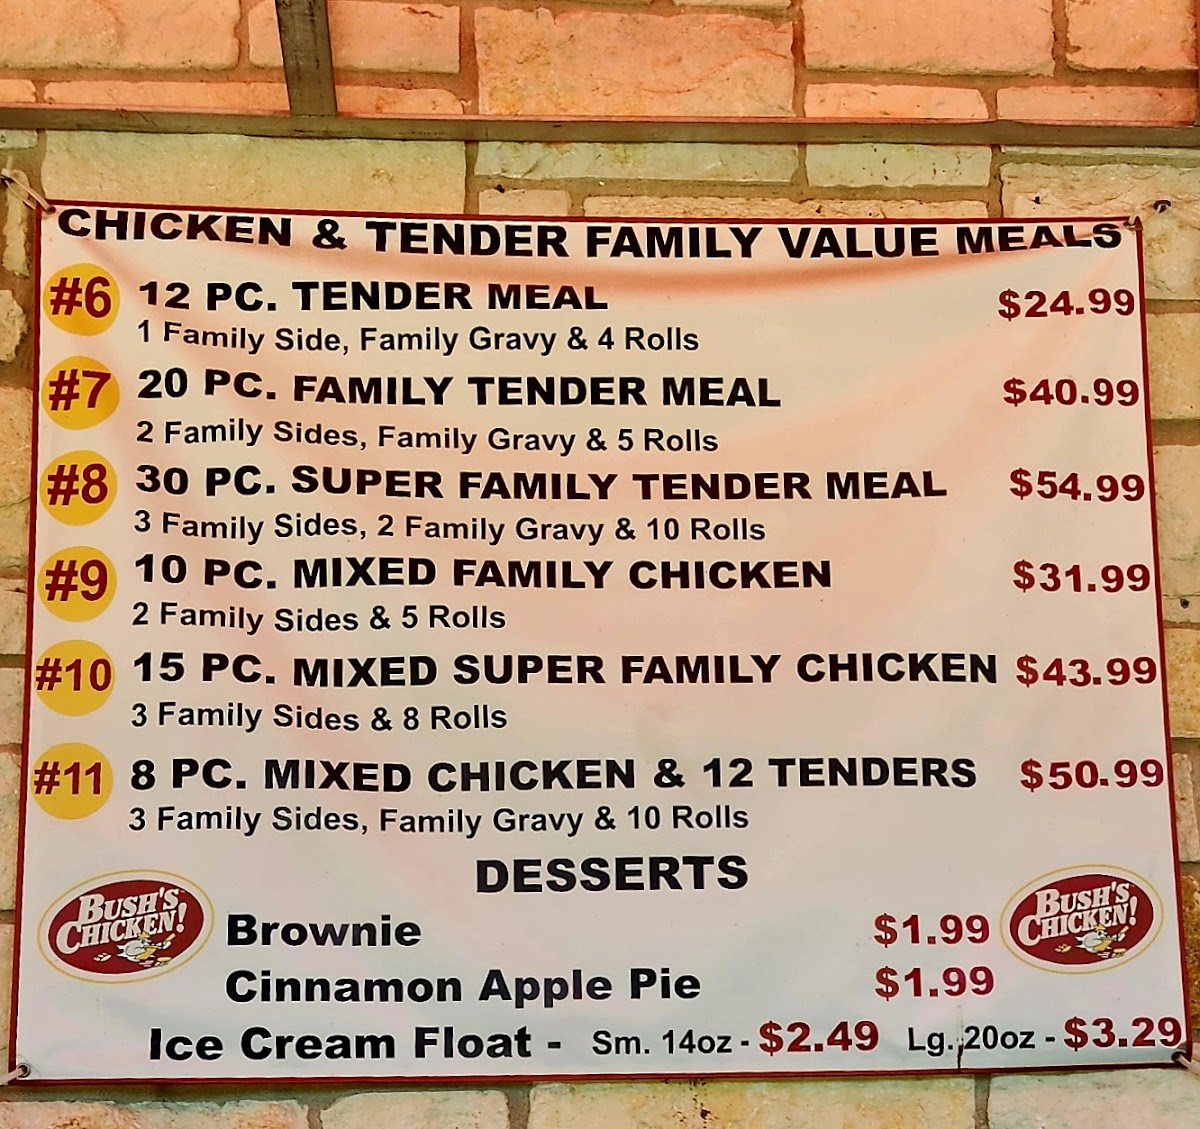 CHICKEN & TENDER FAMILY VALUE MEALS
#6 12 PC. TENDER MEAL $24.99
1 Family Side, Family Gravy & 4 Rolls
#7 20 PC. FAMILY TENDER MEAL $40.99
2 Family Sides, Family Gravy & 5 Rolls
#8 30 PC. SUPER FAMILY TENDER MEAL $54.99
3 Family Sides, 2 Family Gravy & 10 Rolls
#9 10 PC. MIXED FAMILY CHICKEN $31.99
2 Family Sides & 5 Rolls
#10 15 PC. MIXED SUPER FAMILY CHICKEN $43.99
3 Family Sides & 8 Rolls
#11 8 PC. MIXED CHICKEN & 12 TENDERS $50.99
3 Family Sides, Family Gravy & 10 Rolls
DESSERTS
BUSH'S
CHICKEN!
Brownie $1.99
Cinnamon Apple Pie $1.99
BUSH'S
CHICKEN!
Ice Cream Float - Sm. 14oz - $2.49 Lg. 20oz - $3.29